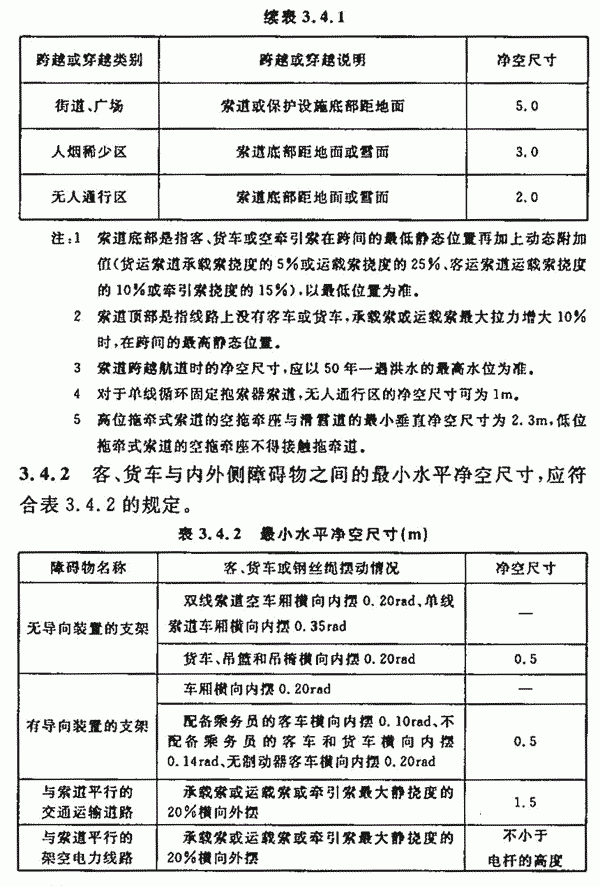 续表 3.4.1
跨越或穿越类别 跨越或穿越说明 净空尺寸
街道、广场 索道或保护设施底部距地面 5.0
人烟稀少区 索道底部距地面或雪面 3.0
无人通行区 索道底部距地面或雪面 2.0
注:1 索道底部是指客、货车或空牵引索在跨间的最低静态位置再加上动态附加
值(货运索道承载索挠度的5%或运载索挠度的25%、客运索道运载索挠度
的10%或牵引索挠度的15%),以最低位置为准。
2 索道顶部是指线路上没有客车或货车,承载索或运载索最大拉力增大10%
时,在跨间的最高静态位置。
3 索道跨越航道时的净空尺寸,应以50年一遇洪水的最高水位为准。
4 对于单线循环固定抱索器索道,无人通行区的净空尺寸可为1m。
5 高位拖牵式索道的空拖牵座与滑雪道的最小垂直净空尺寸为2.3m,低位
拖牵式索道的空拖牵座不得接触拖牵道。
3.4.2 客、货车与内外侧障碍物之间的最小水平净空尺寸,应符
合表3.4.2的规定。
表 3.4.2 最小水平净空尺寸(m)
障碍物名称 客、货车或钢丝绳摆动情况 净空尺寸
无导向装置的支架
双线索道空车厢横向内摆0.20rad、单线
索道车厢横向内摆0.35rad
—
货车、吊篮和吊椅横向内摆0.20rad 0.5
有导向装置的支架
车厢横向内摆0.20rad —
配备乘务员的客车横向内摆0.10rad、不
配备乘务员的客车和货车横向内摆
0.14rad、无制动器客车横向内摆0.20rad
0.5
与索道平行的
交通运输道路
承载索或运载索或牵引索最大静挠度的
20%横向外摆
1.5
与索道平行的
架空电力线路
承载索或运载索或牵引索最大静挠度的
20%横向外摆
不小于
电杆的高度